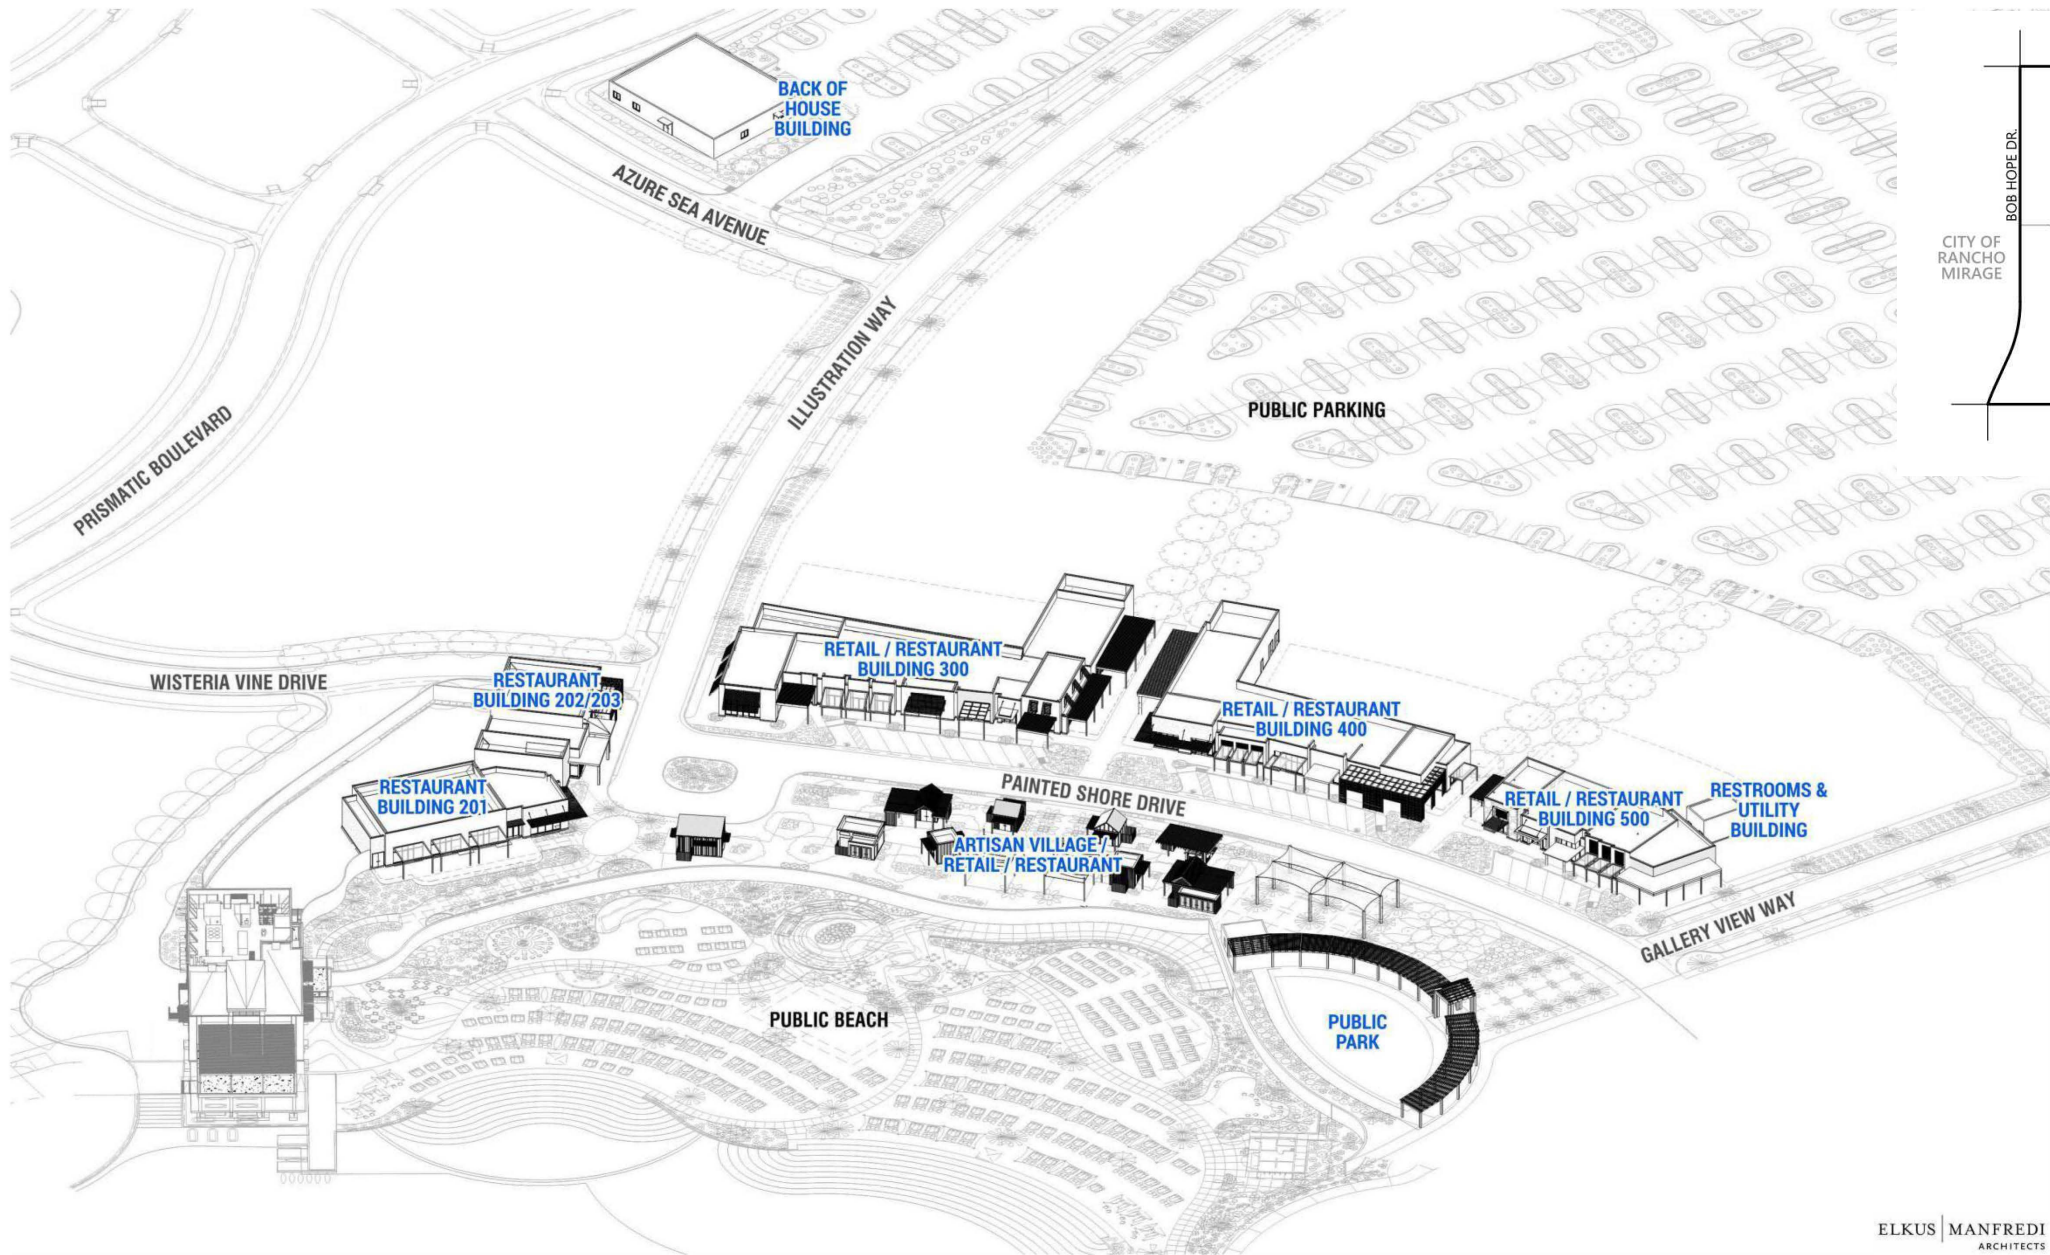 BACK OF
HOUSE
BUILDING
BOB HOPE DR.
CITY OF
RANCHO
MIRAGE
AZURE SEA AVENUE
ILLUSTRATION WAY
PUBLIC PARKING
PRISMATIC BOULEVARD
WISTERIA VINE DRIVE
RESTAURANT
BUILDING 202/203
RETAIL / RESTAURANT
BUILDING 300
RETAIL / RESTAURANT
BUILDING 400
RESTAURANT
BUILDING 201
PAINTED SHORE DRIVE
RETAIL / RESTAURANT
BUILDING 500
RESTROOMS &
UTILITY
BUILDING
ARTISAN VILLAGE /
RETAIL / RESTAURANT
GALLERY VIEW WAY
PUBLIC BEACH
PUBLIC
PARK
ELKUS | MANFREDI
ARCHITECTS